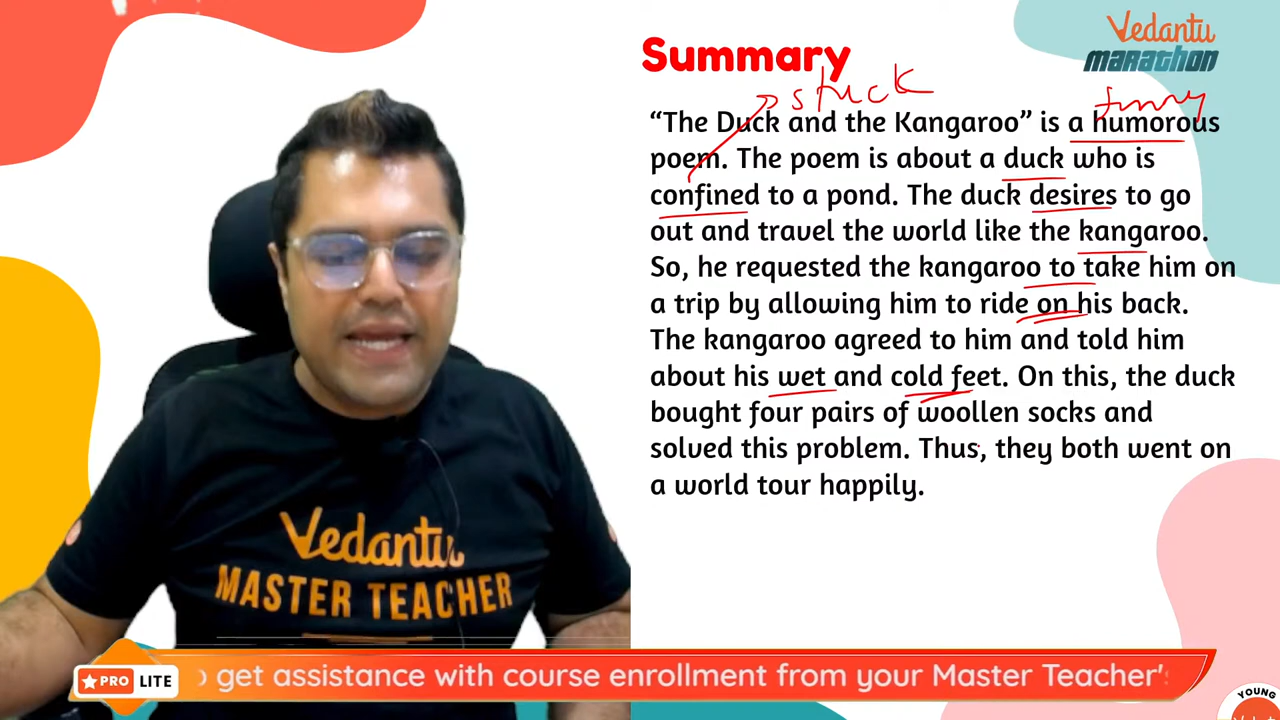 Vedantu
MARATHON
Summary
stuck
funny
“The Duck and the Kangaroo” is a humorous
poem. The poem is about a duck who is
confined to a pond. The duck desires to go
out and travel the world like the kangaroo.
So, he requested the kangaroo to take him on
a trip by allowing him to ride on his back.
The kangaroo agreed to him and told him
about his wet and cold feet. On this, the duck
bought four pairs of woollen socks and
solved this problem. Thus, they both went on
a world tour happily.
Vedantu
MASTER TEACHER
PRO LITE
o get assistance with course enrollment from your Master Teacher's
YOUNG